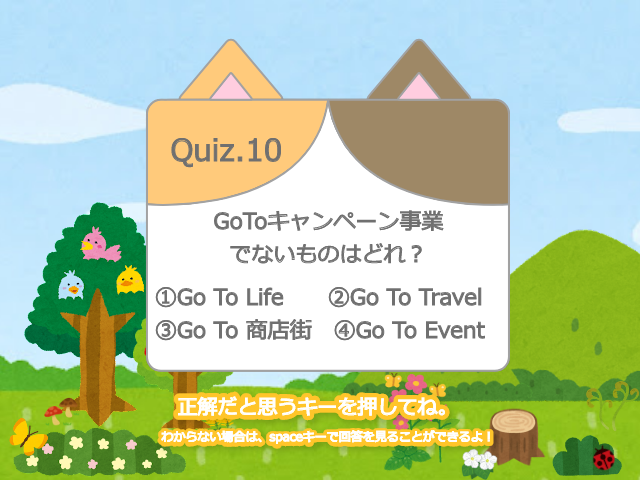 Quiz.10
GoToキャンペーン事業
でないものはどれ？
①Go To Life ②Go To Travel
③Go To 商店街 ④Go To Event
正解だと思うキーを押してね。
わからない場合は、spaceキーで回答を見ることができるよ！